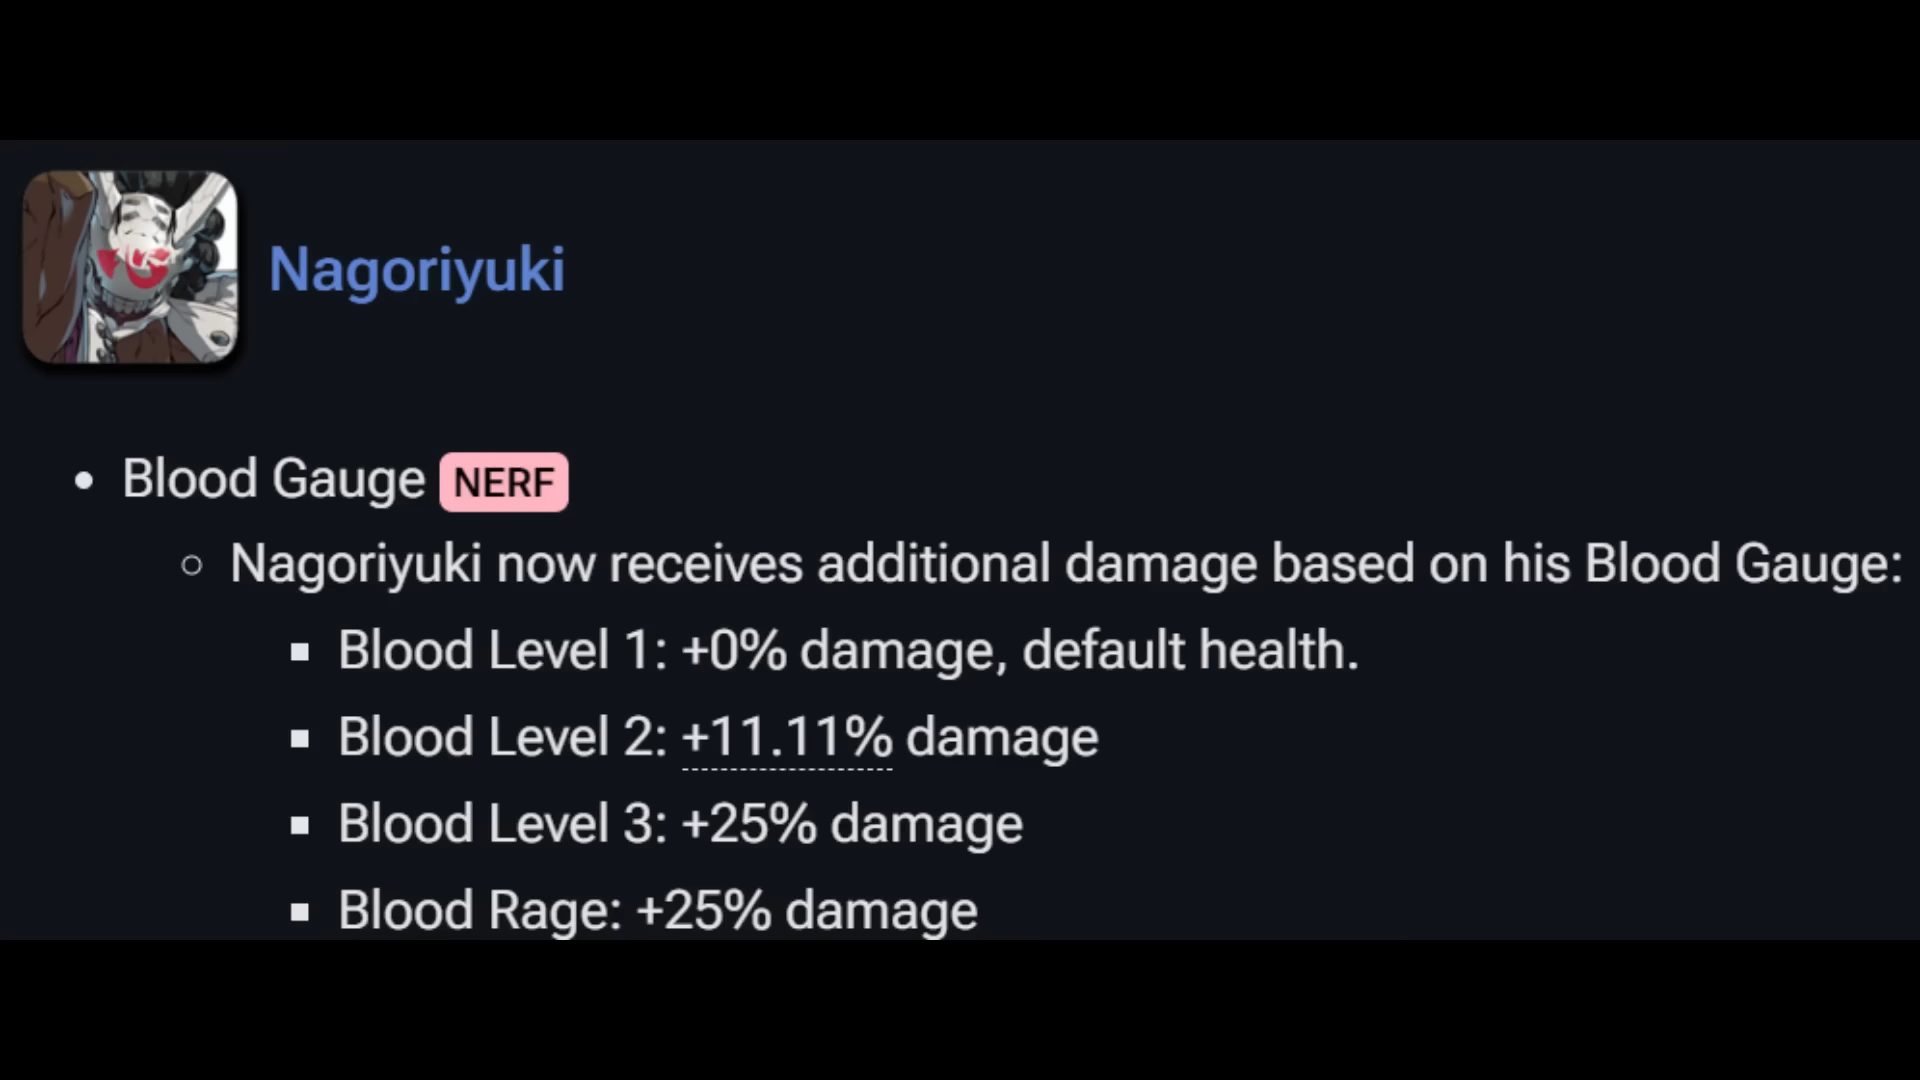 Nagoriyuki
Blood Gauge NERF
Nagoriyuki now receives additional damage based on his Blood Gauge:
Blood Level 1: +0% damage, default health.
Blood Level 2: +11.11% damage
Blood Level 3: +25% damage
Blood Rage: +25% damage